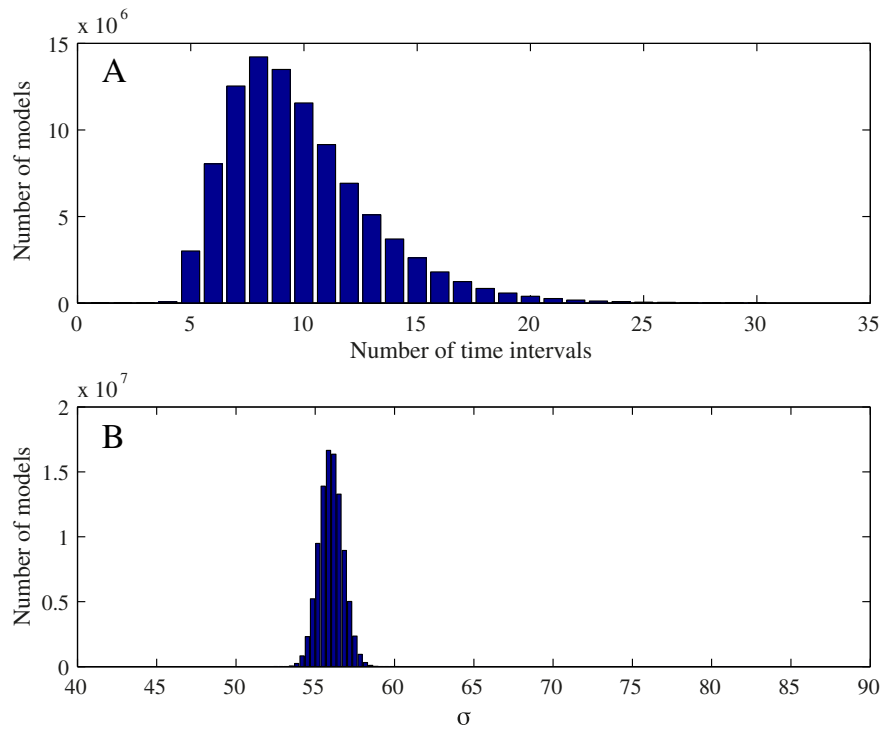 x 10^6
15
A
10
5
0
Number of models
0 5 10 15 20 25 30 35
Number of time intervals
x 10^7
2
B
1.5
1
0.5
0
Number of models
40 45 50 55 60 65 70 75 80 85 90
σ